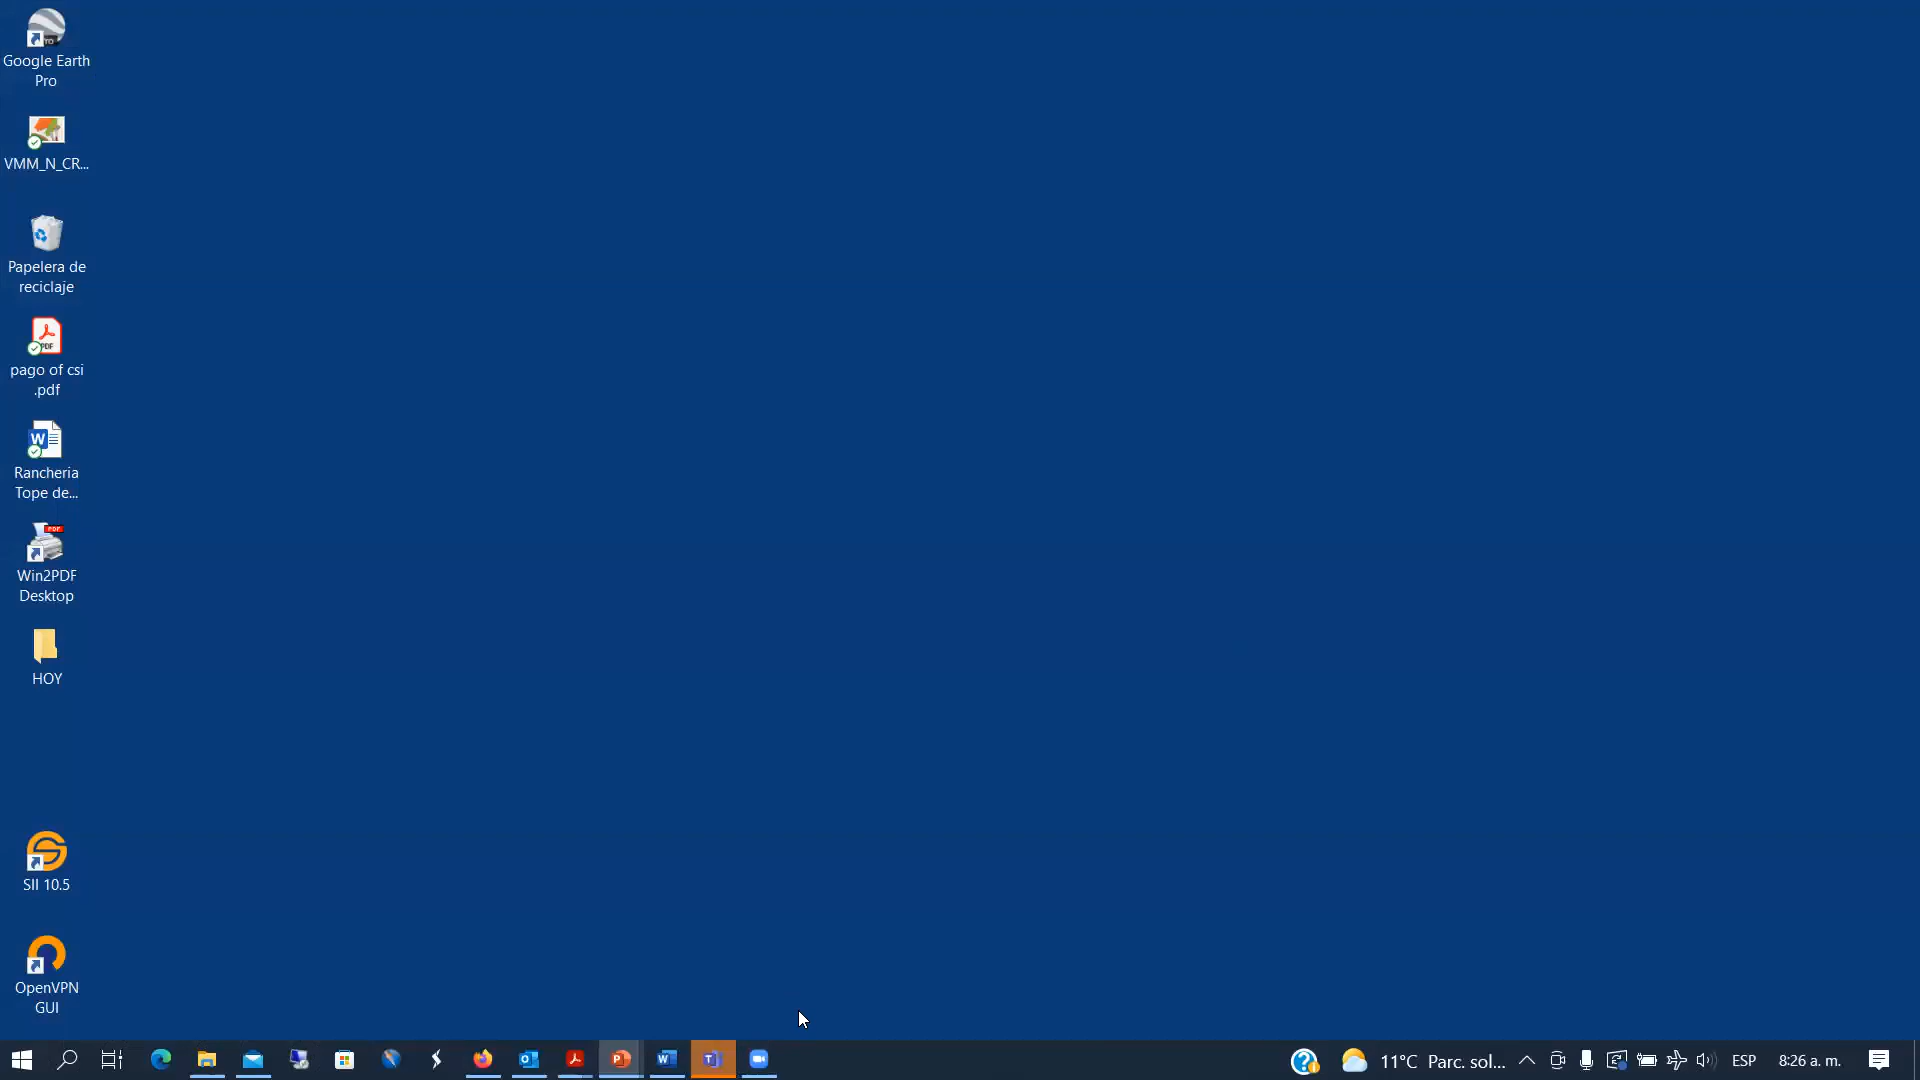 Google Earth
Pro
VMM_N_CR...
Papelera de
reciclaje
pago of csi
.pdf
Rancheria
Tope de...
Win2PDF
Desktop
HOY
SII 10.5
OpenVPN
GUI
11°C Parc. sol... ESP 8:26 a. m.